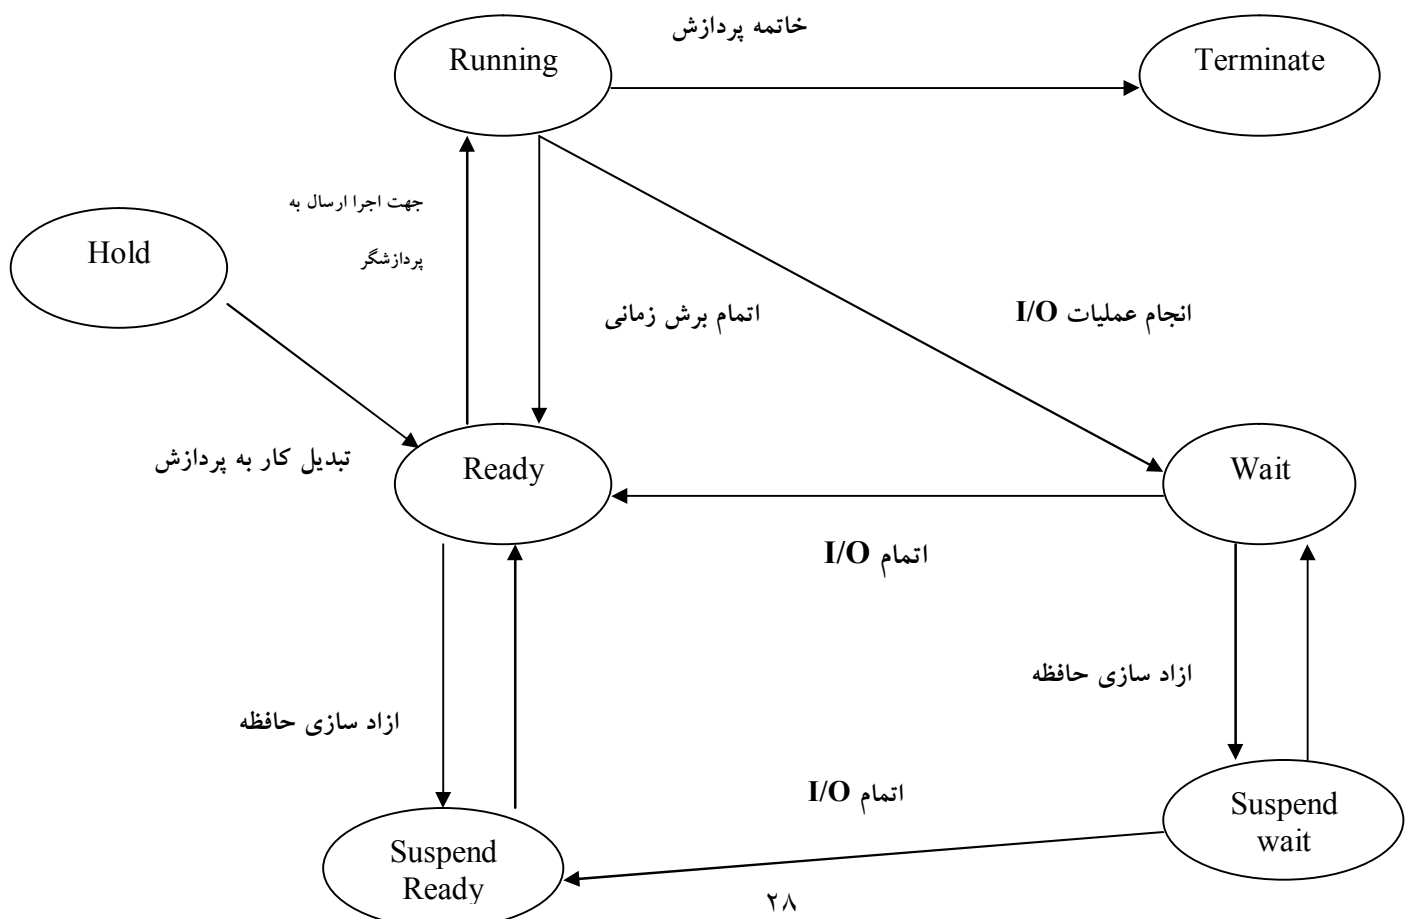 خاتمه پردازش
Running
Terminate
جهت اجرا ارسال به
پردازشگر
Hold
اتمام برش زمانی
انجام عملیات I/O
تبدیل کار به پردازش
Ready
Wait
اتمام I/O
ازاد سازی حافظه
ازاد سازی حافظه
اتمام I/O
Suspend
wait
Suspend
Ready
۲۸